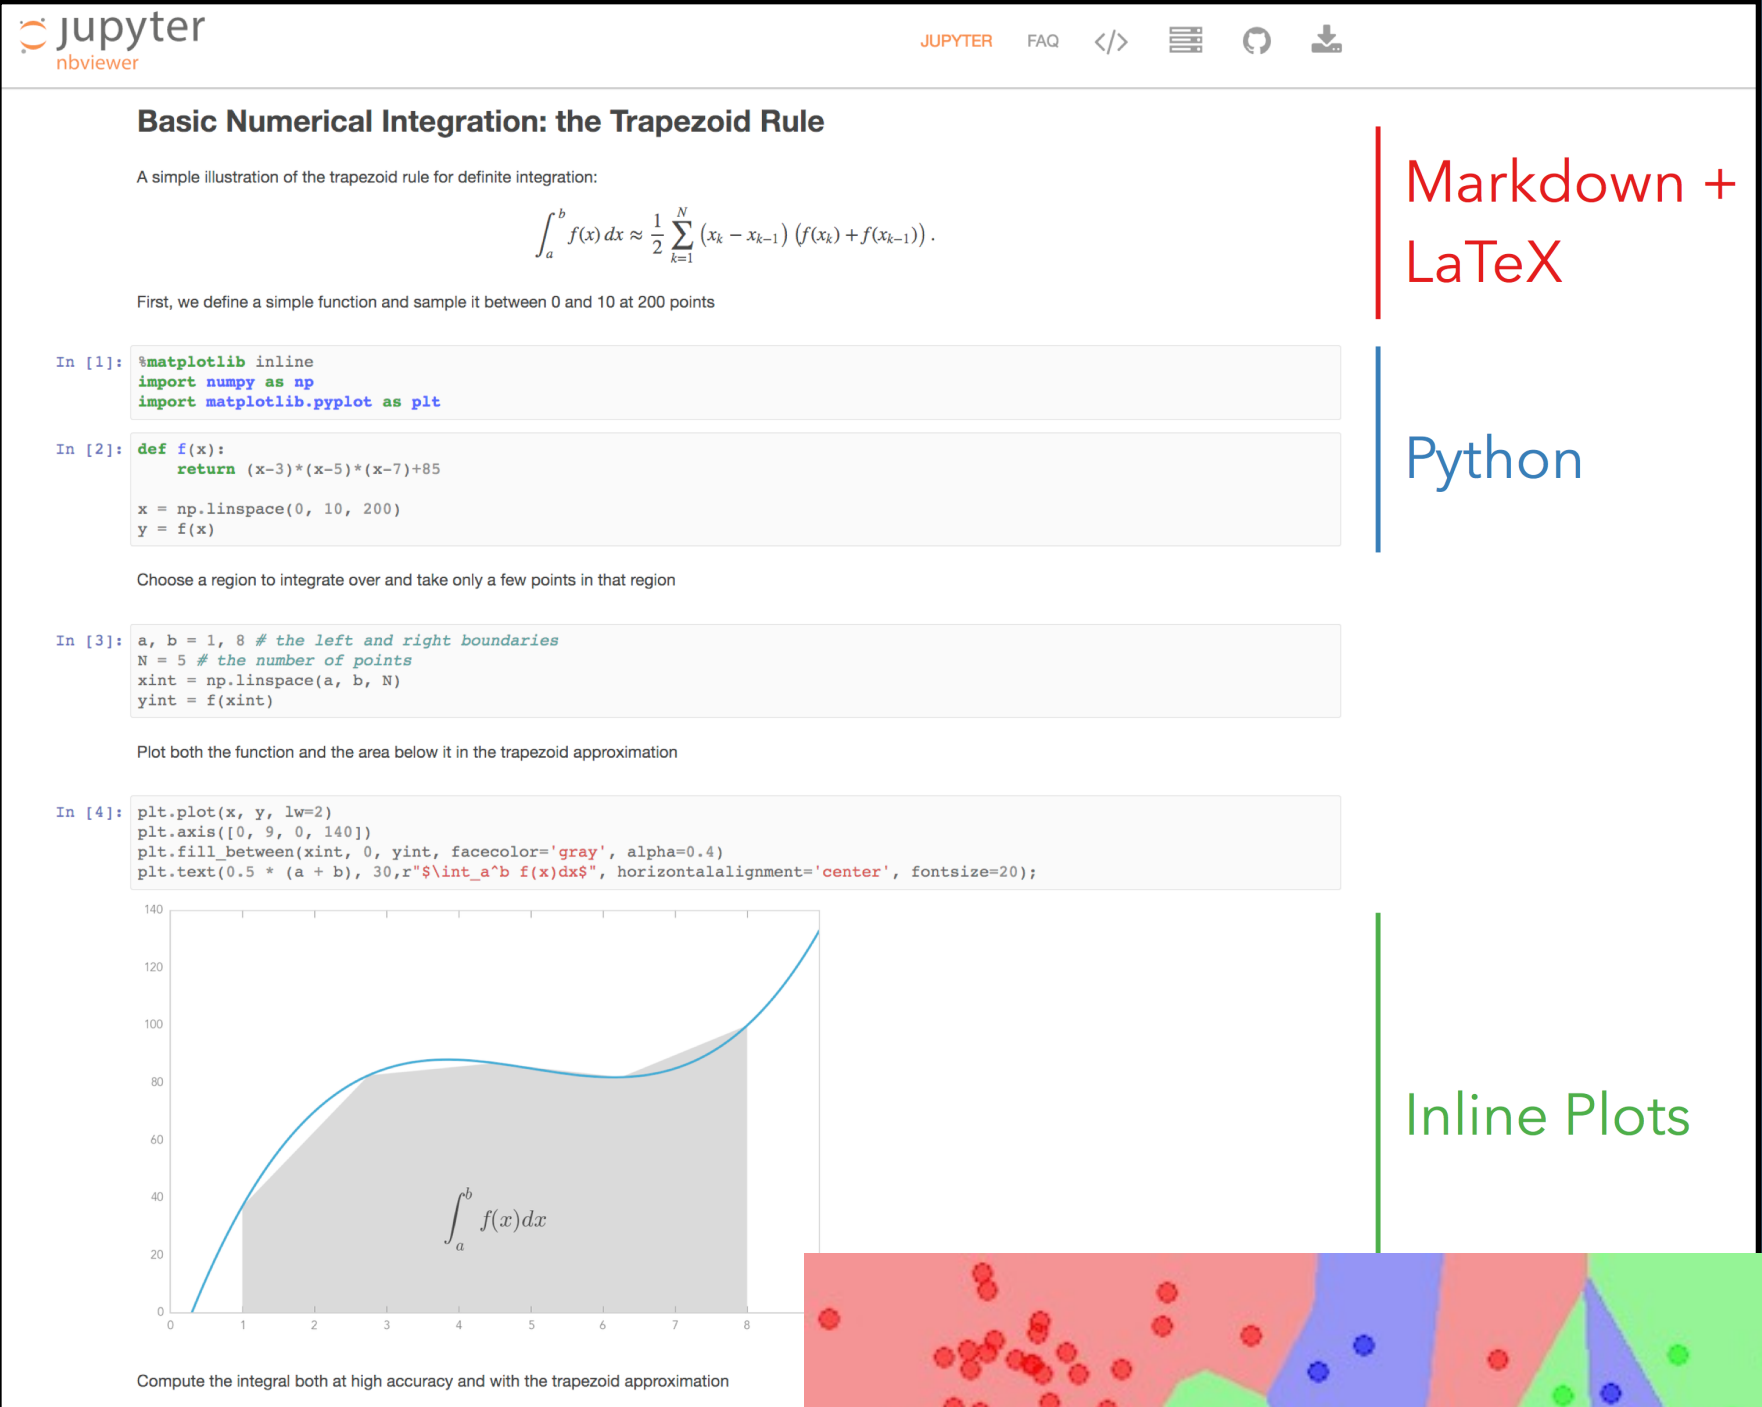 jupyter
nbviewer
JUPYTER FAQ </>
Basic Numerical Integration: the Trapezoid Rule
A simple illustration of the trapezoid rule for definite integration:
∫_a^b f(x) dx ≈ 1/2 ∑_{k=1}^N (x_k − x_{k−1}) (f(x_k) + f(x_{k−1})) .
First, we define a simple function and sample it between 0 and 10 at 200 points
Markdown +
LaTeX
In [1]: %matplotlib inline
import numpy as np
import matplotlib.pyplot as plt
In [2]: def f(x):
    return (x-3)*(x-5)*(x-7)+85
x = np.linspace(0, 10, 200)
y = f(x)
Python
Choose a region to integrate over and take only a few points in that region
In [3]: a, b = 1, 8 # the left and right boundaries
N = 5 # the number of points
xint = np.linspace(a, b, N)
yint = f(xint)
Plot both the function and the area below it in the trapezoid approximation
In [4]: plt.plot(x, y, lw=2)
plt.axis([0, 9, 0, 140])
plt.fill_between(xint, 0, yint, facecolor='gray', alpha=0.4)
plt.text(0.5 * (a + b), 30,r"$\int_a^b f(x)dx$", horizontalalignment='center', fontsize=20);
140
120
100
80
60
40
20
0
∫_a^b f(x)dx
0 1 2 3 4 5 6 7 8
Inline Plots
Compute the integral both at high accuracy and with the trapezoid approximation